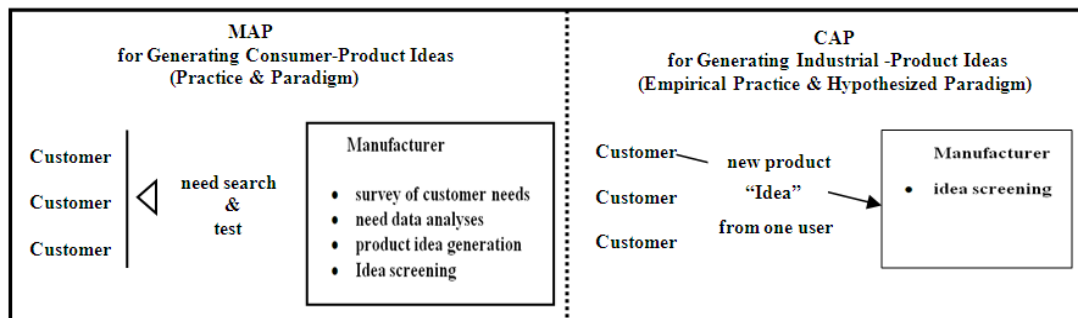 MAP
for Generating Consumer-Product Ideas
(Practice & Paradigm)
Customer
Customer
Customer
need search
&
test
Manufacturer
• survey of customer needs
• need data analyses
• product idea generation
• Idea screening
CAP
for Generating Industrial -Product Ideas
(Empirical Practice & Hypothesized Paradigm)
Customer
Customer
Customer
new product
“Idea”
from one user
Manufacturer
• idea screening